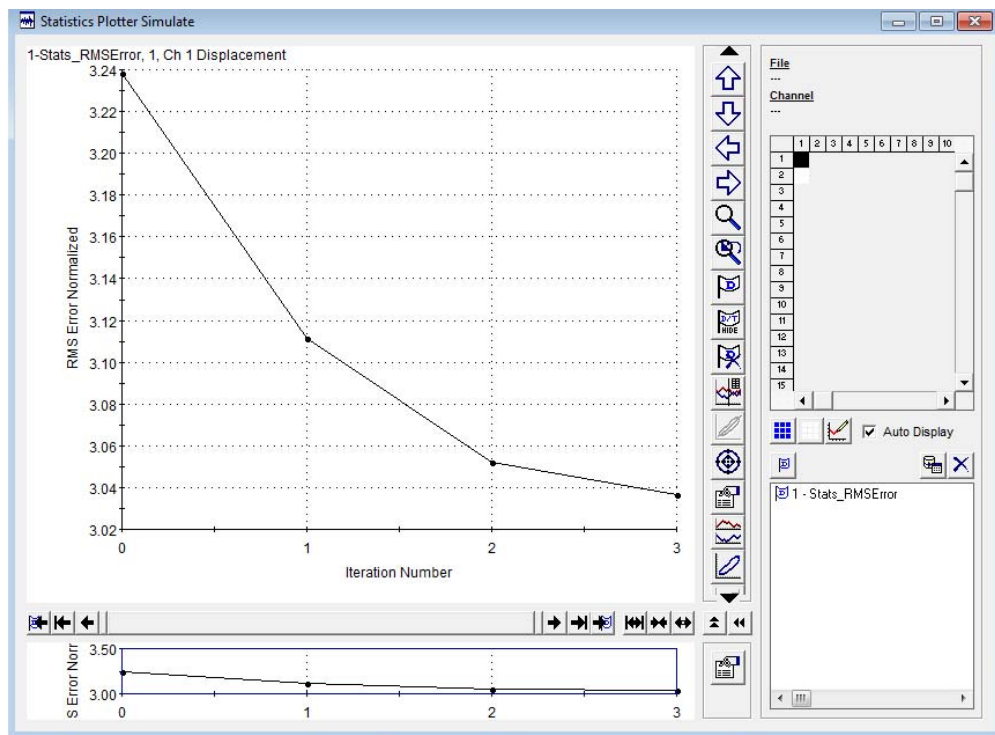 Statistics Plotter Simulate
1-Stats_RMSError, 1, Ch 1 Displacement
RMS Error Normalized
3.24
3.22
3.20
3.18
3.16
3.14
3.12
3.10
3.08
3.06
3.04
3.02
0 1 2 3
Iteration Number
S Error Norr
3.50
3.00
0 1 2 3
D
D/T
HIDE
D
File
---
Channel
---
1 2 3 4 5 6 7 8 9 10
1
2
3
4
5
6
7
8
9
10
11
12
13
14
15
Auto Display
1 - Stats_RMSError